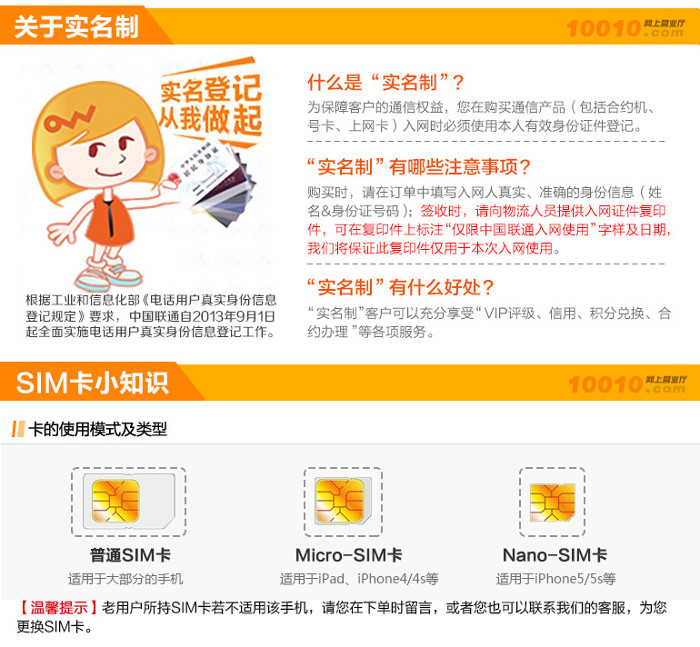 关于实名制
10010 网上营业厅
.com
实名登记
从我做起
根据工业和信息化部《电话用户真实身份信息
登记规定》要求，中国联通自2013年9月1日
起全面实施电话用户真实身份信息登记工作。
什么是“实名制”？
为保障客户的通信权益，您在购买通信产品（包括合约机、
号卡、上网卡）入网时必须使用本人有效身份证件登记。
“实名制”有哪些注意事项？
购买时，请在订单中填写入网人真实、准确的身份信息（姓
名&身份证号码）；签收时，请向物流人员提供入网证件复印
件，可在复印件上标注“仅限中国联通入网使用”字样及日期，
我们将保证此复印件仅用于本次入网使用。
“实名制”有什么好处？
“实名制”客户可以充分享受“VIP评级、信用、积分兑换、合
约办理”等各项服务。
SIM卡小知识
10010 网上营业厅
.com
卡的使用模式及类型
普通SIM卡
适用于大部分的手机
Micro-SIM卡
适用于iPad、iPhone4/4s等
Nano-SIM卡
适用于iPhone5/5s等
【温馨提示】老用户所持SIM卡若不适用该手机，请您在下单时留言，或者您也可以联系我们的客服，为您
更换SIM卡。